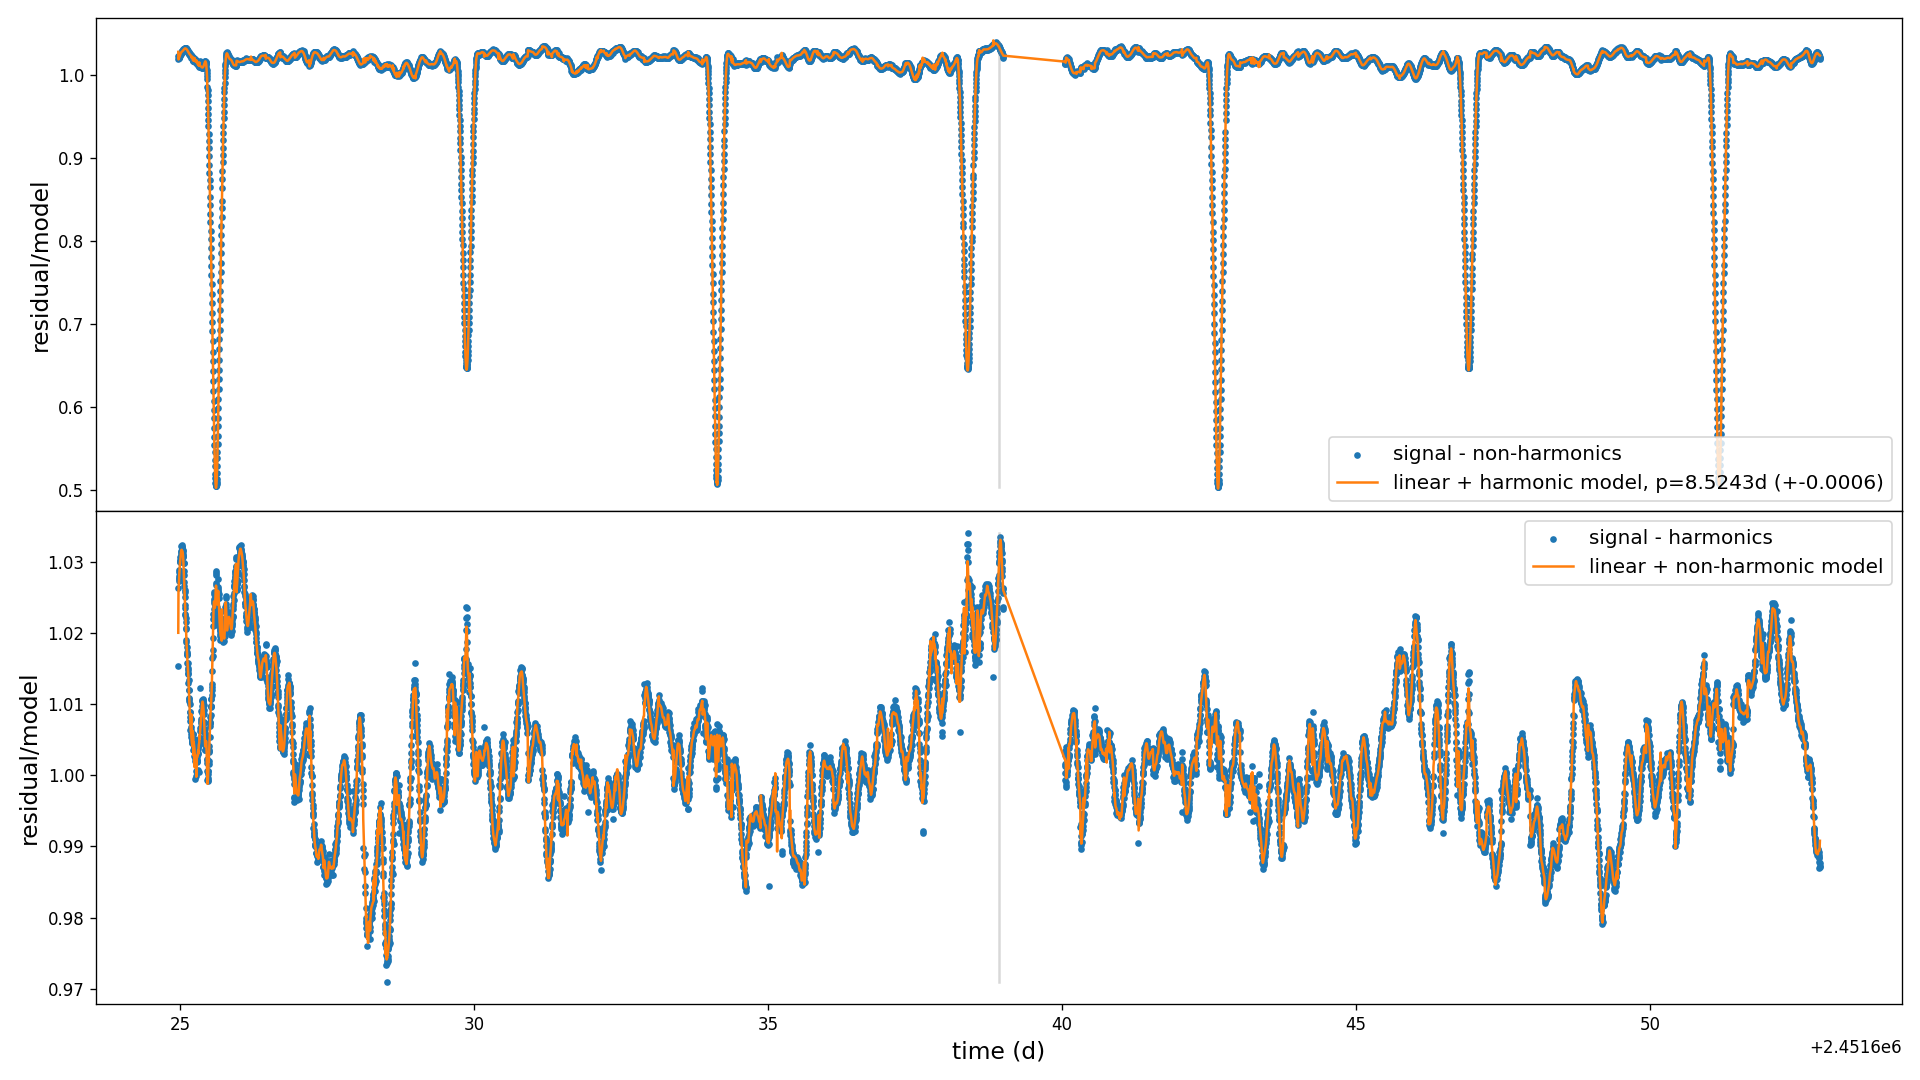 1.0
0.9
0.8
0.7
0.6
0.5
residual/model
signal - non-harmonics
linear + harmonic model, p=8.5243d (+-0.0006)
1.03
1.02
1.01
1.00
0.99
0.98
0.97
residual/model
signal - harmonics
linear + non-harmonic model
25 30 35 40 45 50
time (d)
+2.4516e6